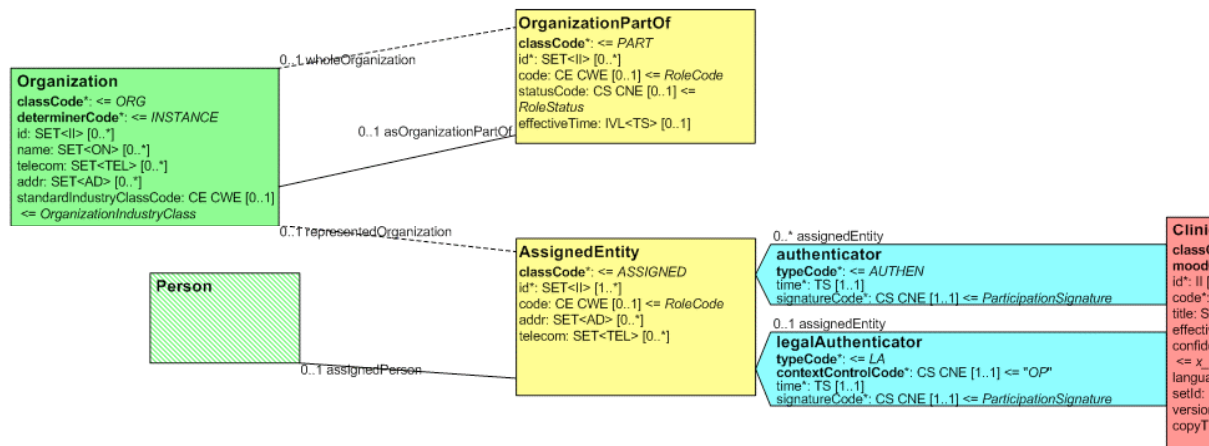 OrganizationPartOf
classCode*: <= PART
id*: SET<II> [0..*]
code: CE CWE [0..1] <= RoleCode
statusCode: CS CNE [0..1] <=
RoleStatus
effectiveTime: IVL<TS> [0..1]
0..1 wholeOrganization
Organization
classCode*: <= ORG
determinerCode*: <= INSTANCE
id: SET<II> [0..*]
name: SET<ON> [0..*]
telecom: SET<TEL> [0..*]
addr: SET<AD> [0..*]
standardIndustryClassCode: CE CWE [0..1]
<= OrganizationIndustryClass
0..1 asOrganizationPartOf
0..1 representedOrganization
AssignedEntity
classCode*: <= ASSIGNED
id*: SET<II> [1..*]
code: CE CWE [0..1] <= RoleCode
addr: SET<AD> [0..*]
telecom: SET<TEL> [0..*]
Person
0..1 assignedPerson
0..* assignedEntity
authenticator
typeCode*: <= AUTHEN
time*: TS [1..1]
signatureCode*: CS CNE [1..1] <= ParticipationSignature
0..1 assignedEntity
legalAuthenticator
typeCode*: <= LA
contextControlCode*: CS CNE [1..1] <= "OP"
time*: TS [1..1]
signatureCode*: CS CNE [1..1] <= ParticipationSignature
id*: II
code*:
title:
<= x_
setId: